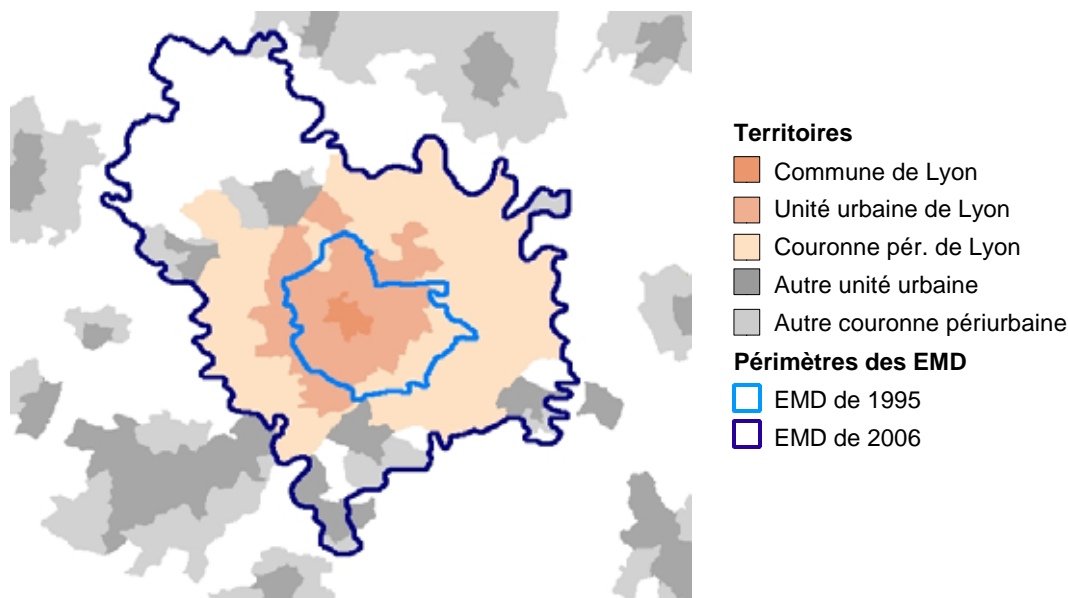 Territoires
Commune de Lyon
Unité urbaine de Lyon
Couronne pér. de Lyon
Autre unité urbaine
Autre couronne périurbaine
Périmètres des EMD
EMD de 1995
EMD de 2006